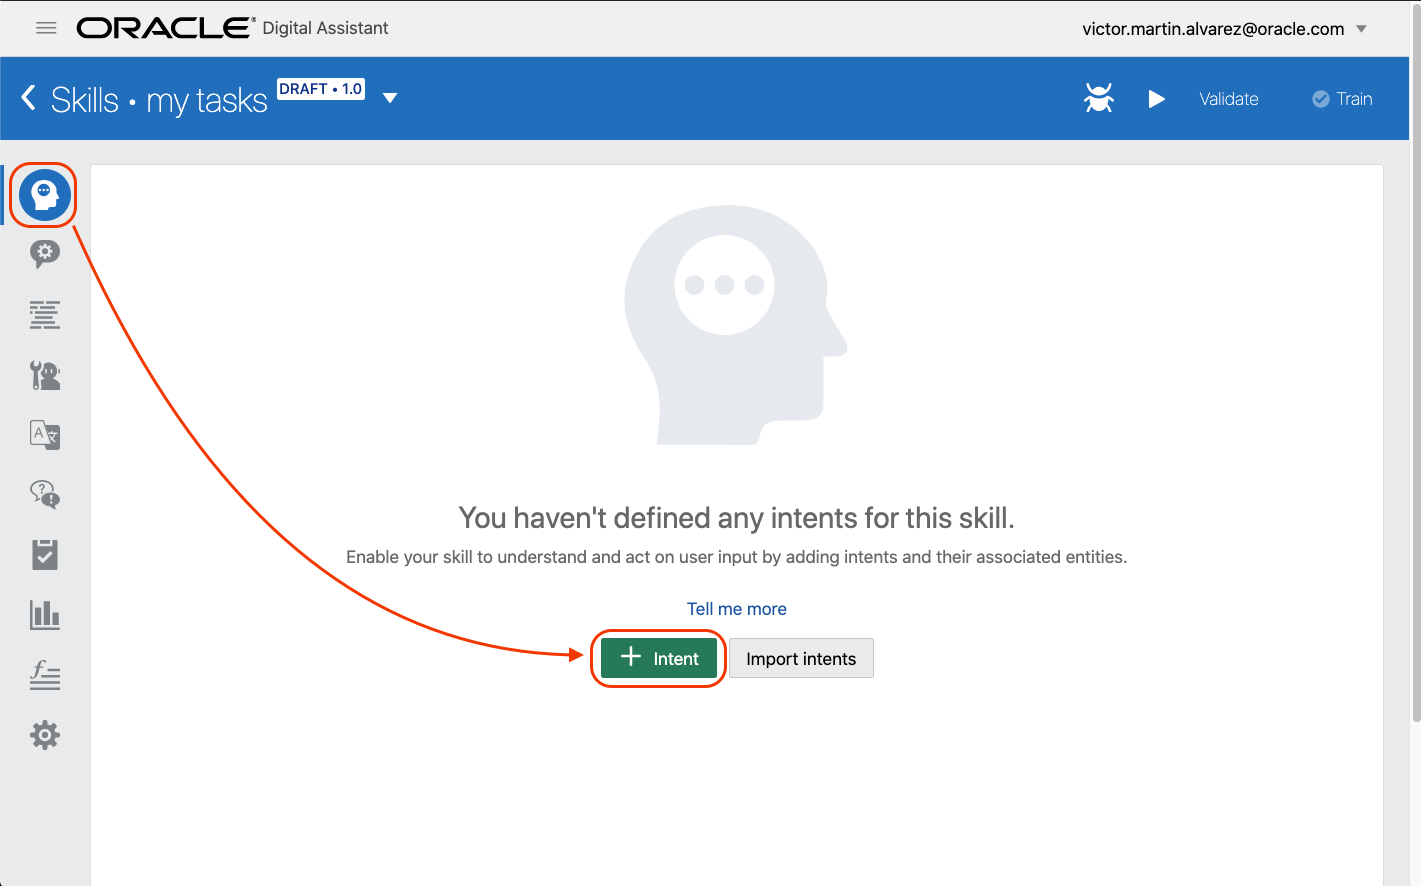 ORACLE® Digital Assistant
victor.martin.alvarez@oracle.com
Skills • my tasks DRAFT • 1.0
Validate
Train
You haven't defined any intents for this skill.
Enable your skill to understand and act on user input by adding intents and their associated entities.
Tell me more
+ Intent
Import intents